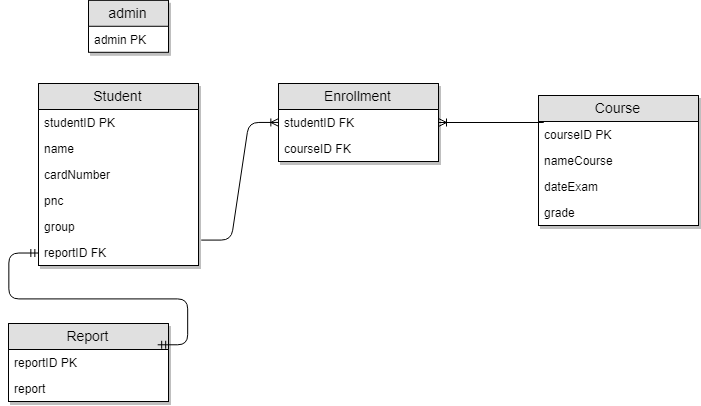 admin
admin PK
Student
studentID PK
name
cardNumber
pnc
group
reportID FK
Enrollment
studentID FK
courseID FK
Course
courseID PK
nameCourse
dateExam
grade
Report
reportID PK
report